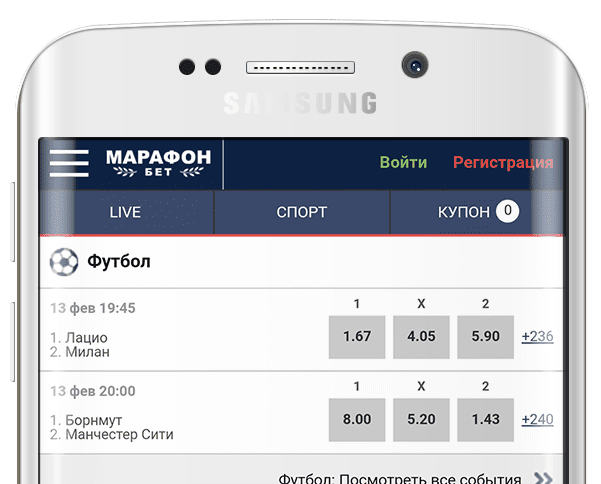 SAMSUNG
МАРАФОН
БЕТ
Войти
Регистрация
LIVE
СПОРТ
КУПОН 0
Футбол
13 фев 19:45
1 X 2
1. Лацио
2. Милан
1.67 4.05 5.90 +236
13 фев 20:00
1 X 2
1. Борнмут
2. Манчестер Сити
8.00 5.20 1.43 +240
Футбол: Посмотреть все события